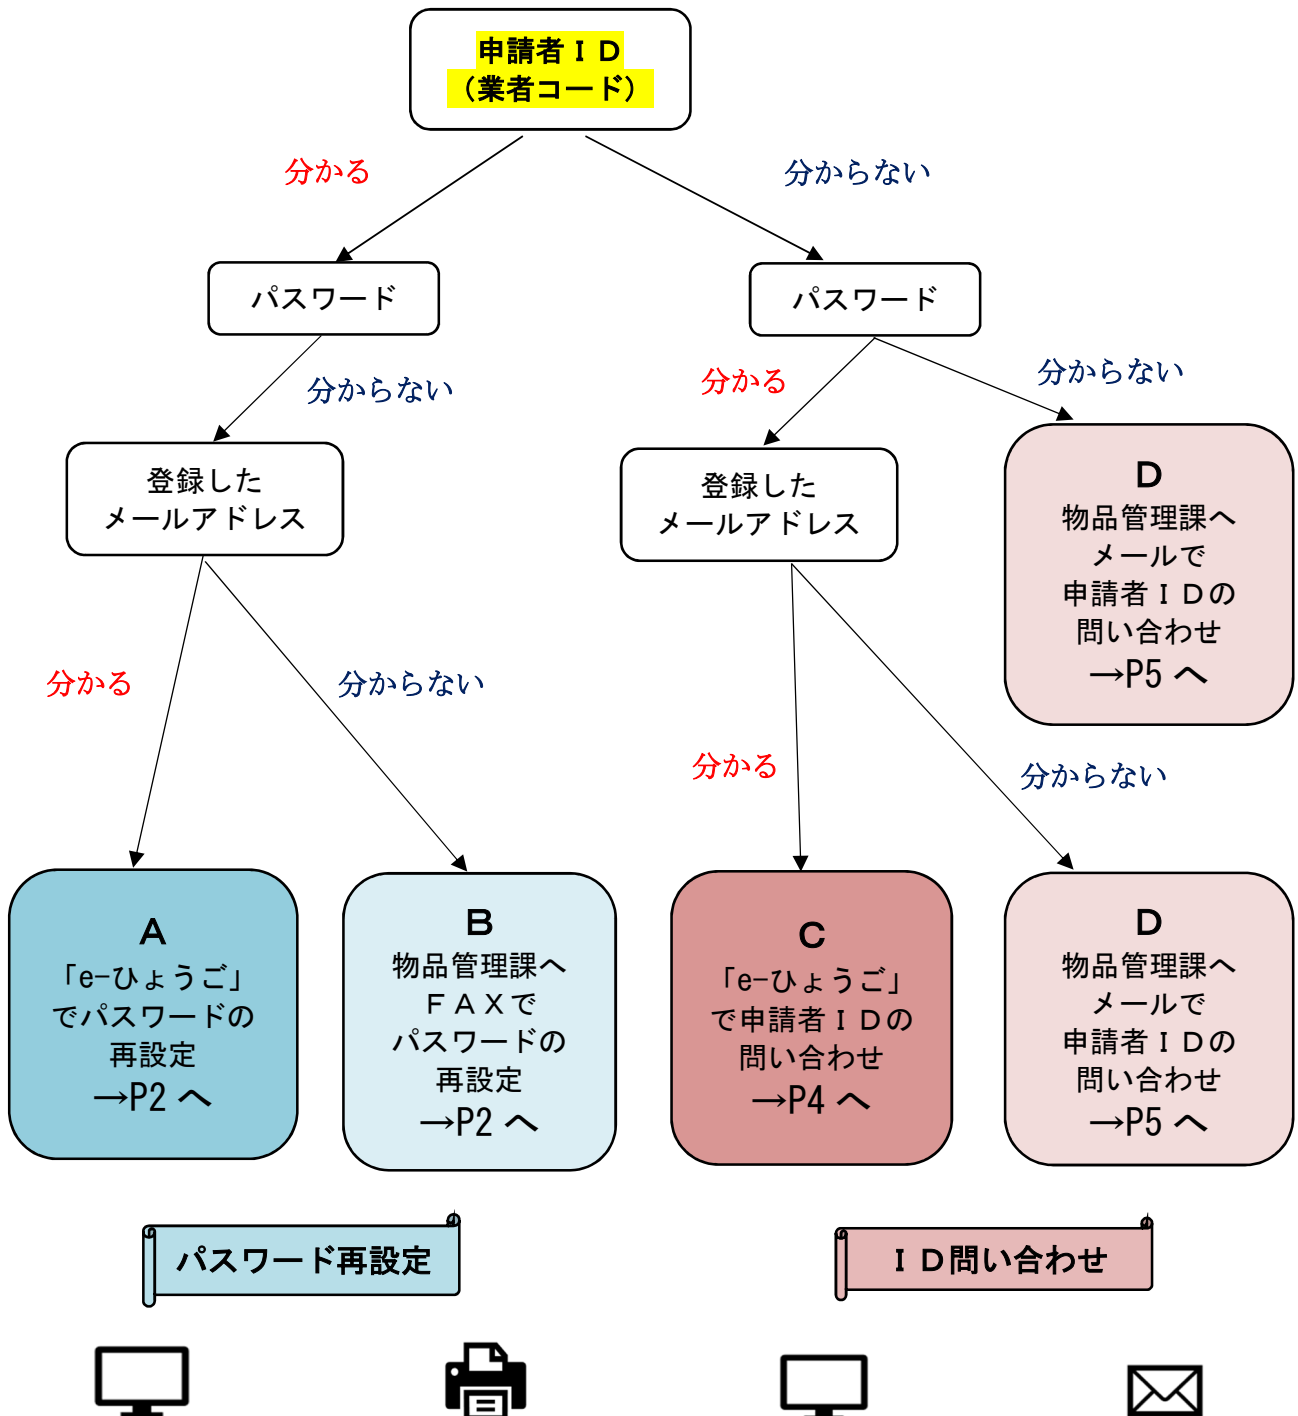 申請者ＩＤ
（業者コード）
分かる
分からない
パスワード
パスワード
分からない
分かる
分からない
登録した
メールアドレス
登録した
メールアドレス
D
物品管理課へ
メールで
申請者ＩＤの
問い合わせ
→P5 へ
分かる
分からない
分かる
分からない
A
「e-ひょうご」
でパスワードの
再設定
→P2 へ
B
物品管理課へ
ＦＡＸで
パスワードの
再設定
→P2 へ
C
「e-ひょうご」
で申請者ＩＤの
問い合わせ
→P4 へ
D
物品管理課へ
メールで
申請者ＩＤの
問い合わせ
→P5 へ
パスワード再設定
ＩＤ問い合わせ